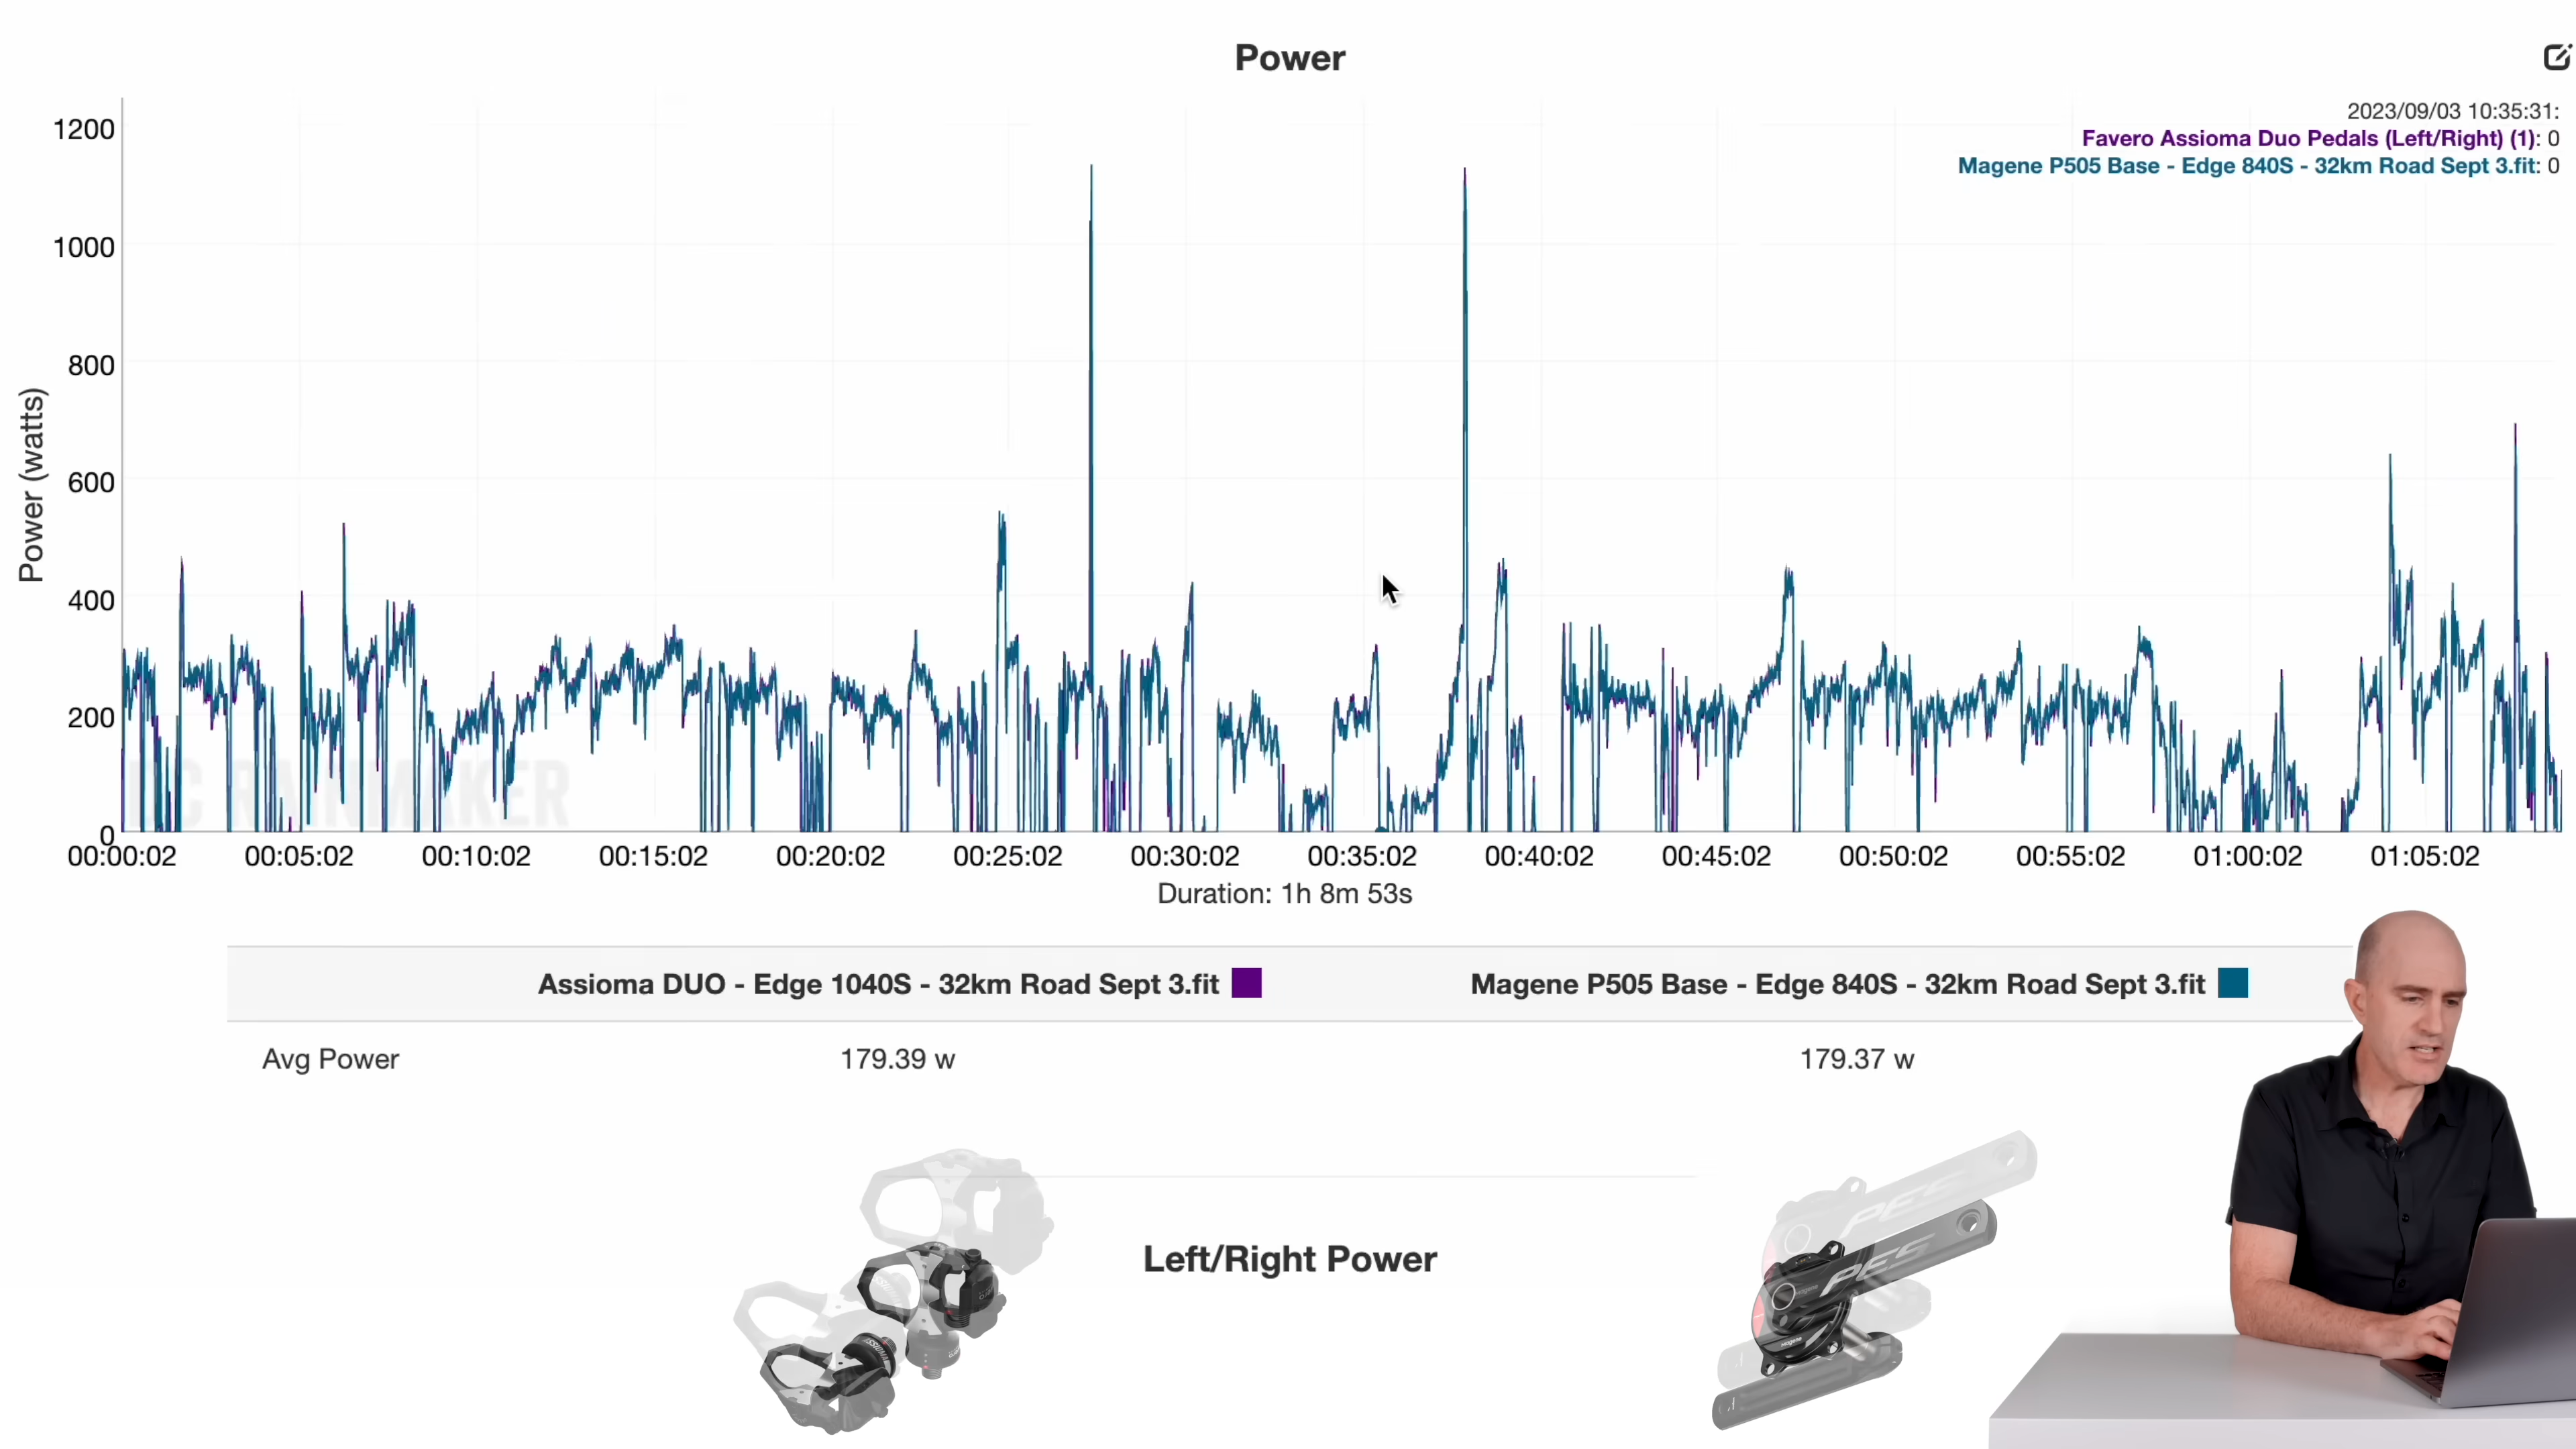 Power
2023/09/03 10:35:31:
Favero Assioma Duo Pedals (Left/Right) (1): 0
Magene P505 Base - Edge 840S - 32km Road Sept 3.fit: 0
Power (watts)
1200
1000
800
600
400
200
0
RAINMAKER
00:00:02 00:05:02 00:10:02 00:15:02 00:20:02 00:25:02 00:30:02 00:35:02 00:40:02 00:45:02 00:50:02 00:55:02 01:00:02 01:05:02
Duration: 1h 8m 53s
Assioma DUO - Edge 1040S - 32km Road Sept 3.fit Magene P505 Base - Edge 840S - 32km Road Sept 3.fit
Avg Power 179.39 w 179.37 w
Left/Right Power
PES
PES